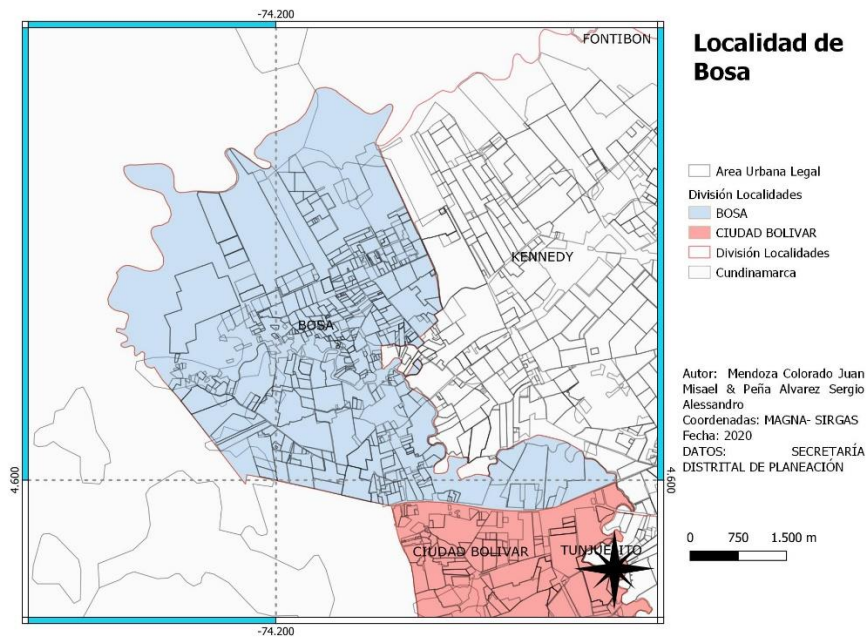 -74.200
FONTIBON
KENNEDY
BOSA
4.600
4.600
CIUDAD BOLIVAR
TUNJUELITO
-74.200
Localidad de
Bosa
Area Urbana Legal
División Localidades
BOSA
CIUDAD BOLIVAR
División Localidades
Cundinamarca
Autor: Mendoza Colorado Juan
Misael & Peña Alvarez Sergio
Alessandro
Coordenadas: MAGNA- SIRGAS
Fecha: 2020
DATOS: SECRETARÍA
DISTRITAL DE PLANEACIÓN
0 750 1.500 m